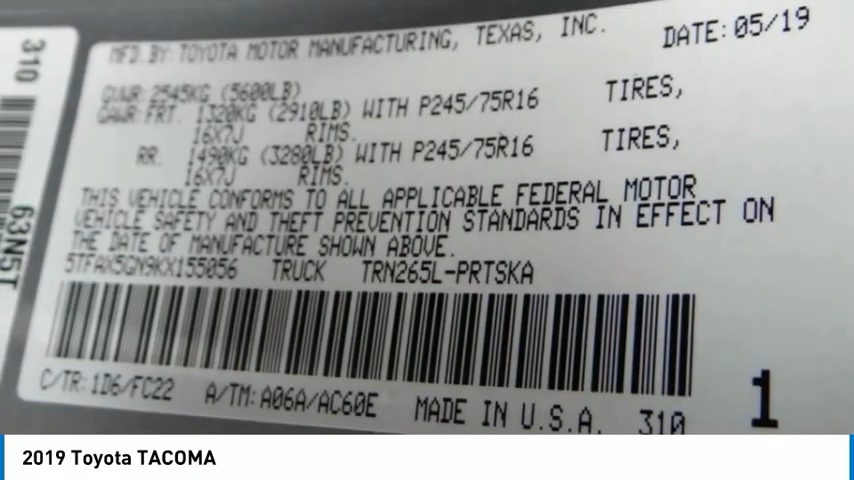 310
63N5T
MFD. BY: TOYOTA MOTOR MANUFACTURING, TEXAS, INC. DATE: 05/19
GVWR: 2545KG (5600LB)
GAWR: FRT. 1320KG (2910LB) WITH P245/75R16 TIRES,
16X7J RIMS.
RR. 1490KG (3280LB) WITH P245/75R16 TIRES,
16X7J RIMS.
THIS VEHICLE CONFORMS TO ALL APPLICABLE FEDERAL MOTOR
VEHICLE SAFETY AND THEFT PREVENTION STANDARDS IN EFFECT ON
THE DATE OF MANUFACTURE SHOWN ABOVE.
5TFAX5GN9KX155056 TRUCK TRN265L-PRTSKA
C/TR: 1D6/FC22 A/TM: A06A/AC60E MADE IN U.S.A. 310
1
2019 Toyota TACOMA